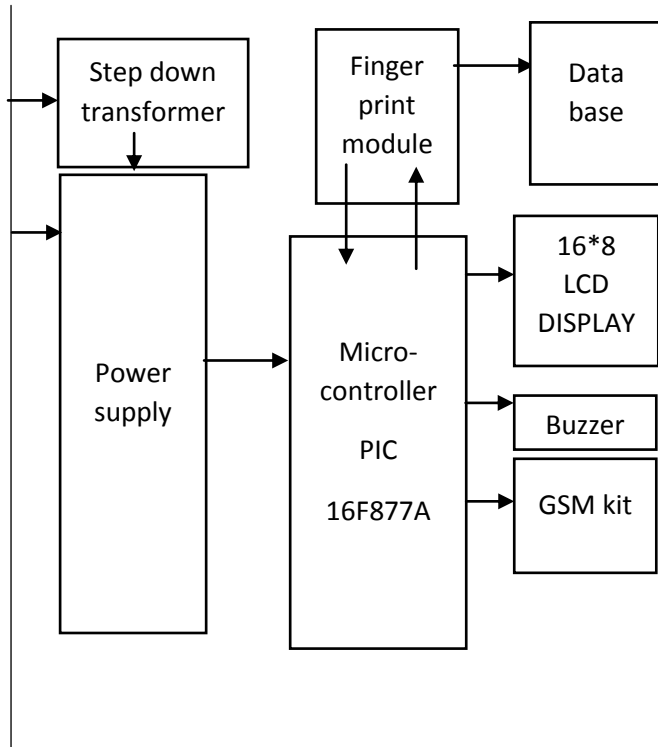 Step down
transformer
Finger
print
module
Data
base
16*8
LCD
DISPLAY
Power
supply
Micro-
controller
PIC
16F877A
Buzzer
GSM kit